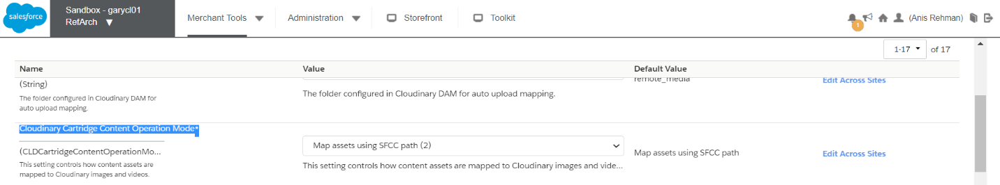 salesforce
Sandbox - garycl01
RefArch
Merchant Tools
Administration
Storefront
Toolkit
1
(Anis Rehman)
1-17 of 17
Name Value Default Value
(String) remote_media Edit Across Sites
The folder configured in Cloudinary DAM for
auto upload mapping.
The folder configured in Cloudinary DAM for auto upload mapping.
Cloudinary Cartridge Content Operation Mode*
(CLDCartridgeContentOperationMo...
This setting controls how content assets are
mapped to Cloudinary images and videos.
Map assets using SFCC path (2)
This setting controls how content assets are mapped to Cloudinary images and vide...
Map assets using SFCC path
Edit Across Sites